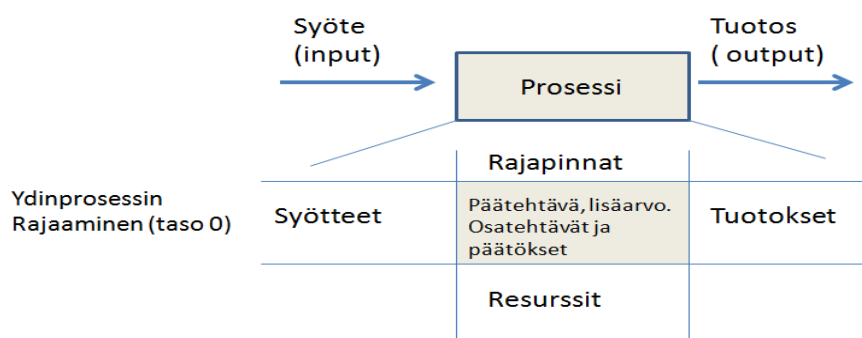 Syöte
(input)
Tuotos
( output)
Prosessi
Rajapinnat
Ydinprosessin
Rajaaminen (taso 0)
Syötteet
Päätehtävä, lisäarvo.
Osatehtävät ja
päätökset
Tuotokset
Resurssit